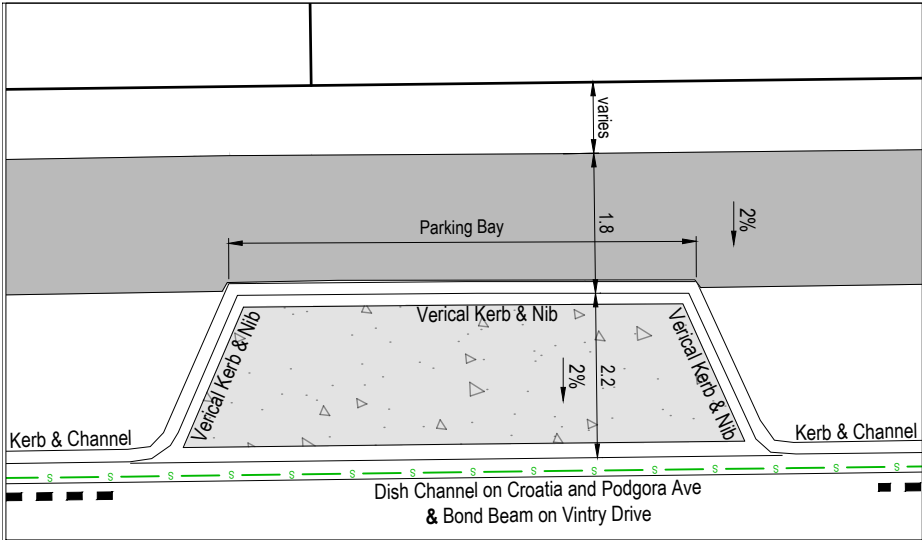 varies
1.8
2%
Parking Bay
Verical Kerb & Nib
Verical Kerb & Nib
Verical Kerb & Nib
2%
2.2
Kerb & Channel
Kerb & Channel
S S S S S S S S S S S S S S S
Dish Channel on Croatia and Podgora Ave
& Bond Beam on Vintry Drive